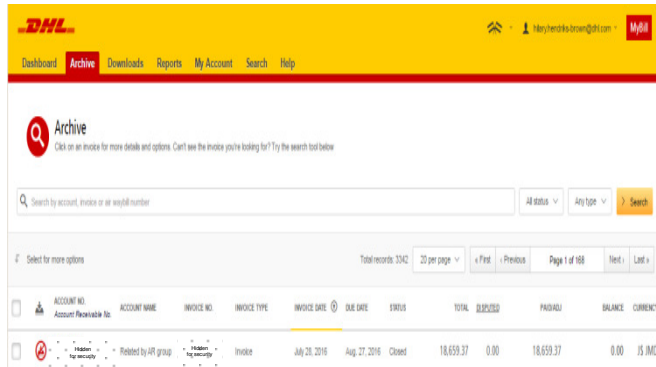 DHL
hilary.hendriks-brown@dhl.com MyBill
Dashboard Archive Downloads Reports My Account Search Help
Archive
Click on an invoice for more details and options. Can't see the invoice you're looking for? Try the search tool below
Search by account, invoice or air waybill number All status Any type > Search
Select for more options Total records: 3342 20 per page « First ‹ Previous Page 1 of 168 Next › Last »
ACCOUNT NO. ACCOUNT NAME INVOICE NO. INVOICE TYPE INVOICE DATE DUE DATE STATUS TOTAL DISPUTED PAID/ADJ BALANCE CURRENCY
Account Receivable No.
Hidden for security Related by AR group Hidden for security Invoice July 28, 2016 Aug. 27, 2016 Closed 18,659.37 0.00 18,659.37 0.00 J$ JMD